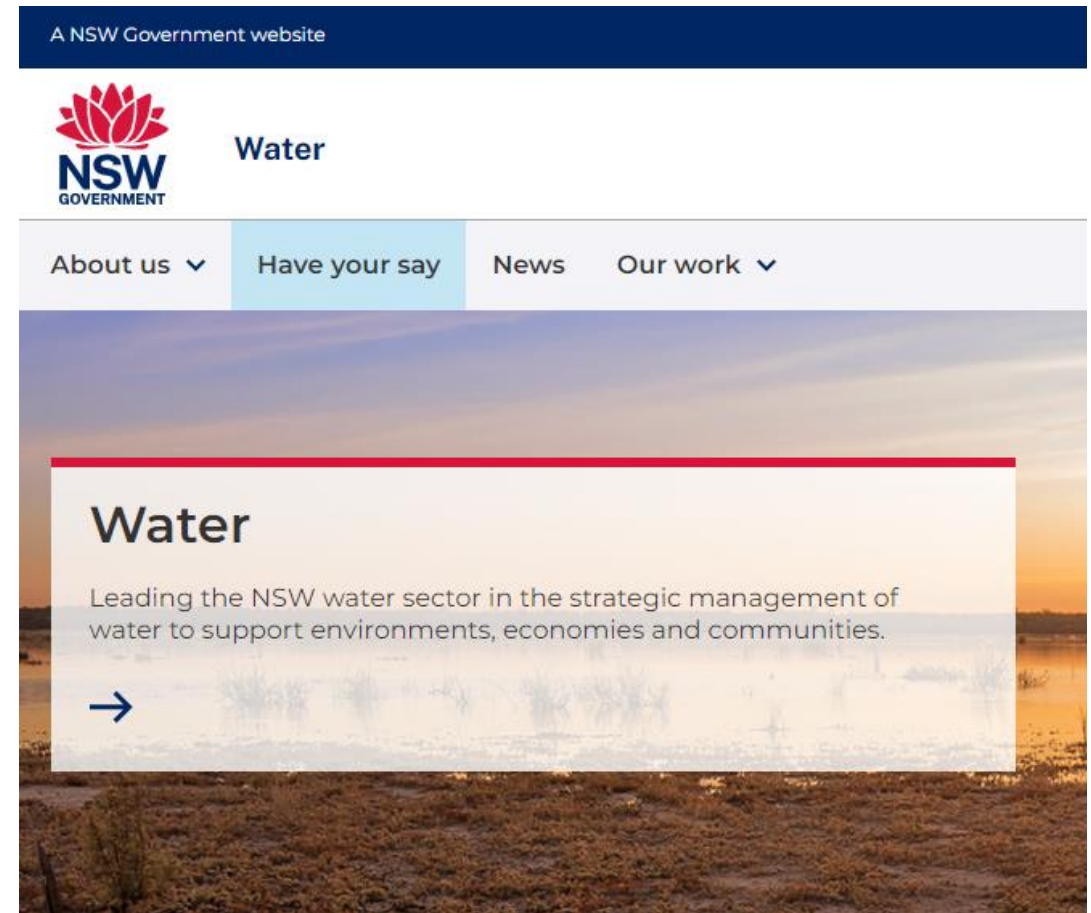 A NSW Government website
NSW
GOVERNMENT
Water
About us
Have your say
News
Our work
Water
Leading the NSW water sector in the strategic management of
water to support environments, economies and communities.